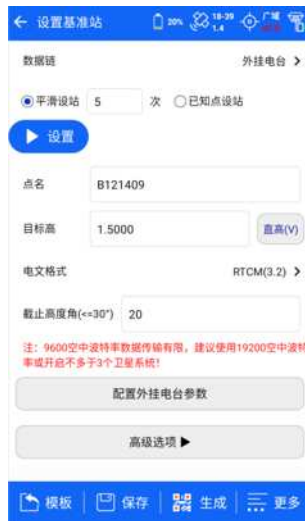 设置基准站 20% 18-39 1.4
数据链 外挂电台
平滑设站 5 次 已知点设站
设置
点名 B121409
目标高 1.5000 直高(V)
电文格式 RTCM(3.2)
截止高度角(<=30°) 20
注：9600空中波特率数据传输有限，建议使用19200空中波特
率或开启不多于3个卫星系统!
配置外挂电台参数
高级选项
模板 保存 生成 更多